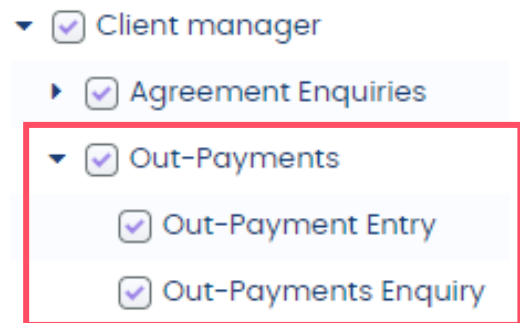 Client manager
Agreement Enquiries
Out-Payments
Out-Payment Entry
Out-Payments Enquiry